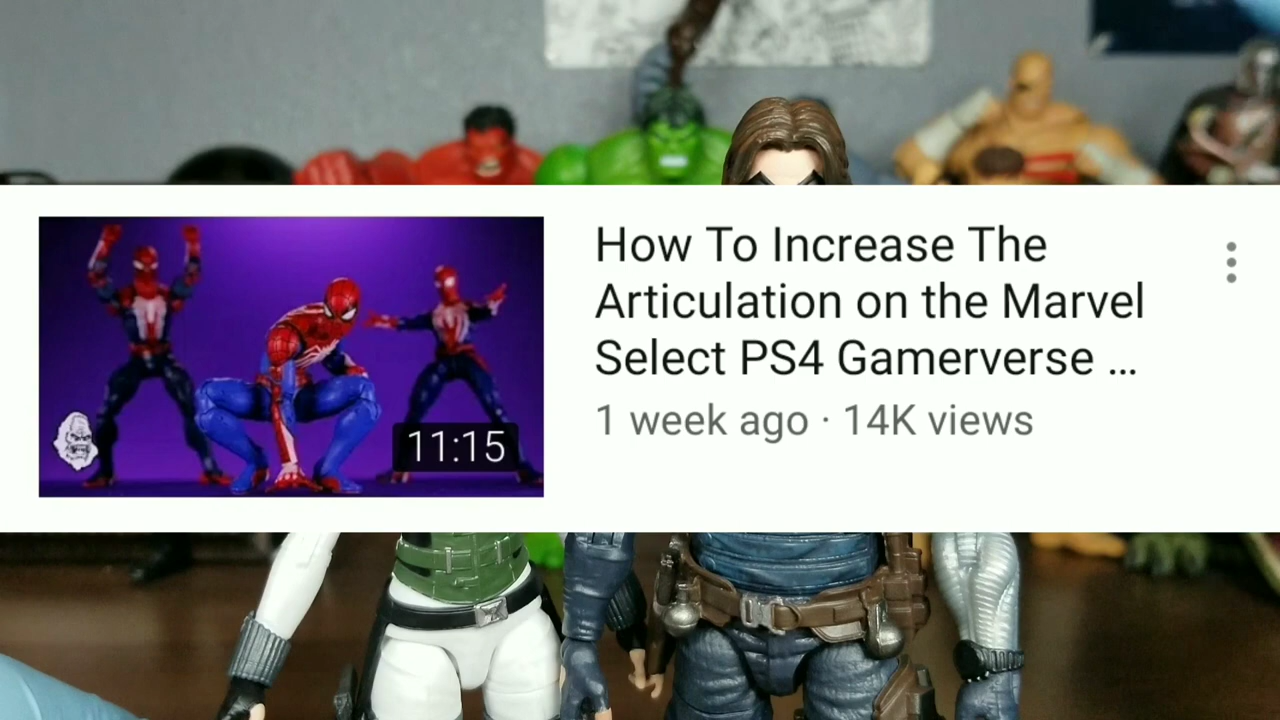 How To Increase The
Articulation on the Marvel
Select PS4 Gamerverse ...
1 week ago · 14K views
11:15